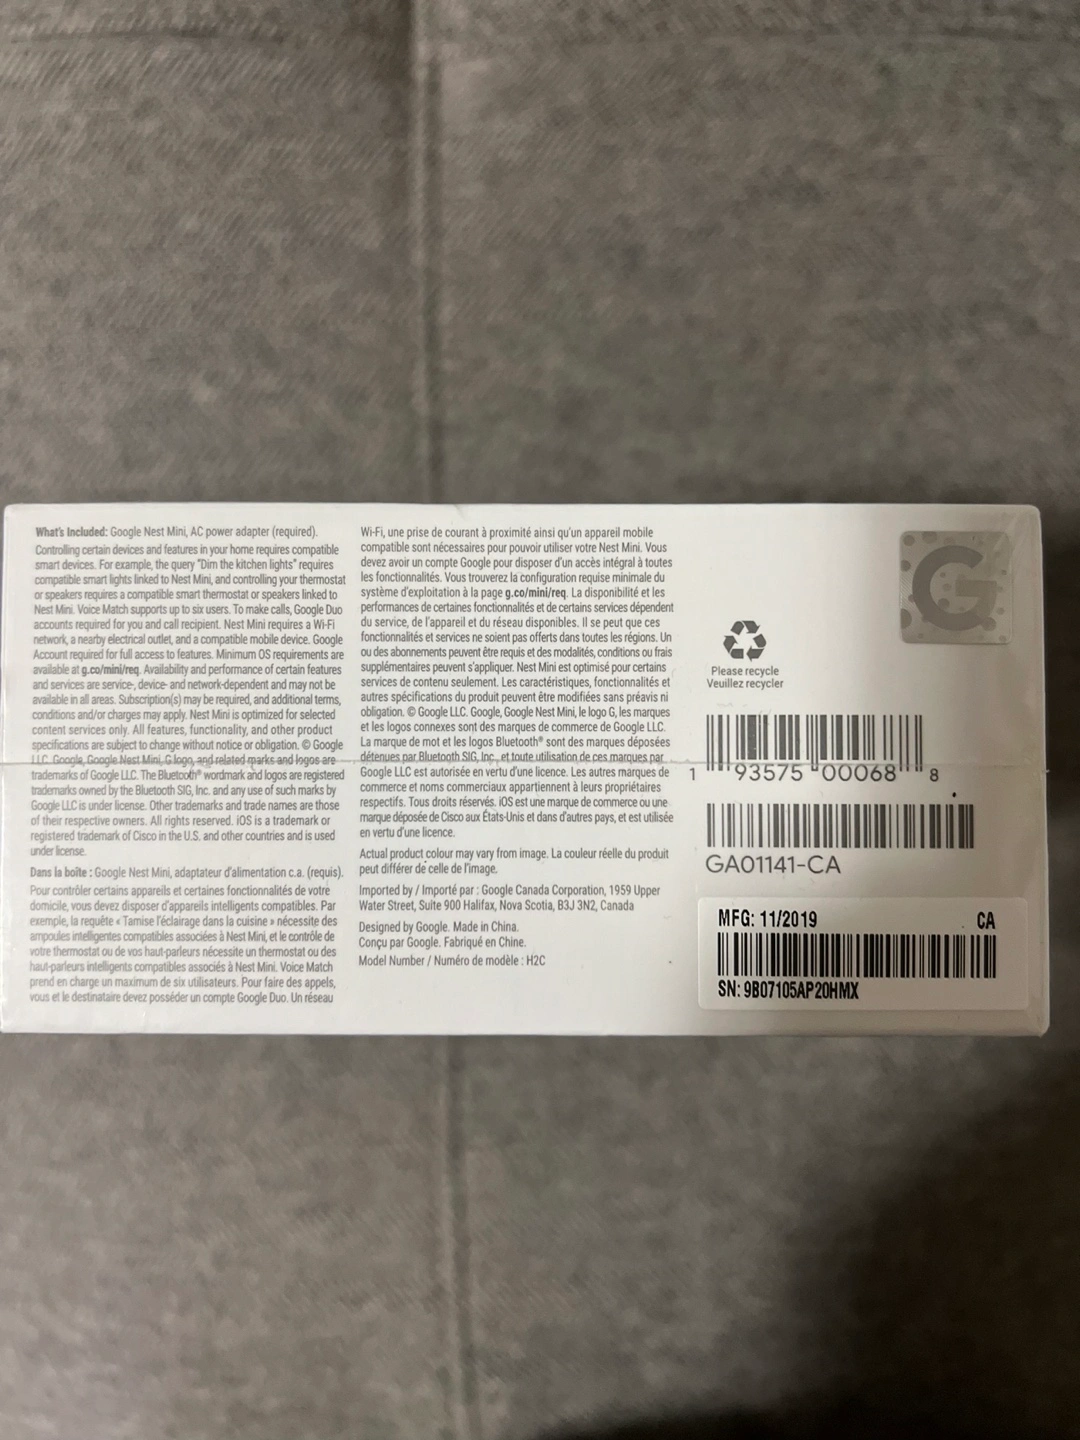 What's Included: Google Nest Mini, AC power adapter (required).
Controlling certain devices and features in your home requires compatible
smart devices. For example, the query "Dim the kitchen lights" requires
compatible smart lights linked to Nest Mini, and controlling your thermostat
or speakers requires a compatible smart thermostat or speakers linked to
Nest Mini. Voice Match supports up to six users. To make calls, Google Duo
accounts required for you and call recipient. Nest Mini requires a Wi-Fi
network, a nearby electrical outlet, and a compatible mobile device. Google
Account required for full access to features. Minimum OS requirements are
available at g.co/mini/req. Availability and performance of certain features
and services are service-, device- and network-dependent and may not be
available in all areas. Subscription(s) may be required, and additional terms,
conditions and/or charges may apply. Nest Mini is optimized for selected
content services only. All features, functionality, and other product
specifications are subject to change without notice or obligation. © Google
LLC. Google, Google Nest Mini, G logo, and related marks and logos are
trademarks of Google LLC. The Bluetooth® wordmark and logos are registered
trademarks owned by the Bluetooth SIG, Inc. and any use of such marks by
Google LLC is under license. Other trademarks and trade names are those
of their respective owners. All rights reserved. iOS is a trademark or
registered trademark of Cisco in the U.S. and other countries and is used
under license.
Dans la boîte : Google Nest Mini, adaptateur d'alimentation c.a. (requis).
Pour contrôler certains appareils et certaines fonctionnalités de votre
domicile, vous devez disposer d'appareils intelligents compatibles. Par
exemple, la requête « Tamise l'éclairage dans la cuisine » nécessite des
ampoules intelligentes compatibles associées à Nest Mini, et le contrôle de
votre thermostat ou de vos haut-parleurs nécessite un thermostat ou des
haut-parleurs intelligents compatibles associés à Nest Mini. Voice Match
prend en charge un maximum de six utilisateurs. Pour faire des appels,
vous et le destinataire devez posséder un compte Google Duo. Un réseau
Wi-Fi, une prise de courant à proximité ainsi qu'un appareil mobile
compatible sont nécessaires pour pouvoir utiliser votre Nest Mini. Vous
devez avoir un compte Google pour disposer d'un accès intégral à toutes
les fonctionnalités. Vous trouverez la configuration requise minimale du
système d'exploitation à la page g.co/mini/req. La disponibilité et les
performances de certaines fonctionnalités et de certains services dépendent
du service, de l'appareil et du réseau disponibles. Il se peut que ces
fonctionnalités et services ne soient pas offerts dans toutes les régions. Un
ou des abonnements peuvent être requis et des modalités, conditions ou frais
supplémentaires peuvent s'appliquer. Nest Mini est optimisé pour certains
services de contenu seulement. Les caractéristiques, fonctionnalités et
autres spécifications du produit peuvent être modifiées sans préavis ni
obligation. © Google LLC. Google, Google Nest Mini, le logo G, les marques
et les logos connexes sont des marques de commerce de Google LLC.
La marque de mot et les logos Bluetooth® sont des marques déposées
détenues par Bluetooth SIG, Inc., et toute utilisation de ces marques par
Google LLC est autorisée en vertu d'une licence. Les autres marques de
commerce et noms commerciaux appartiennent à leurs propriétaires
respectifs. Tous droits réservés. iOS est une marque de commerce ou une
marque déposée de Cisco aux États-Unis et dans d'autres pays, et est utilisée
en vertu d'une licence.
Actual product colour may vary from image. La couleur réelle du produit
peut différer de celle de l'image.
Imported by / Importé par : Google Canada Corporation, 1959 Upper
Water Street, Suite 900 Halifax, Nova Scotia, B3J 3N2, Canada
Designed by Google. Made in China.
Conçu par Google. Fabriqué en Chine.
Model Number / Numéro de modèle : H2C
G
Please recycle
Veuillez recycler
1 93575 00068 8
GA01141-CA
MFG: 11/2019 CA
SN: 9B07105AP20HMX